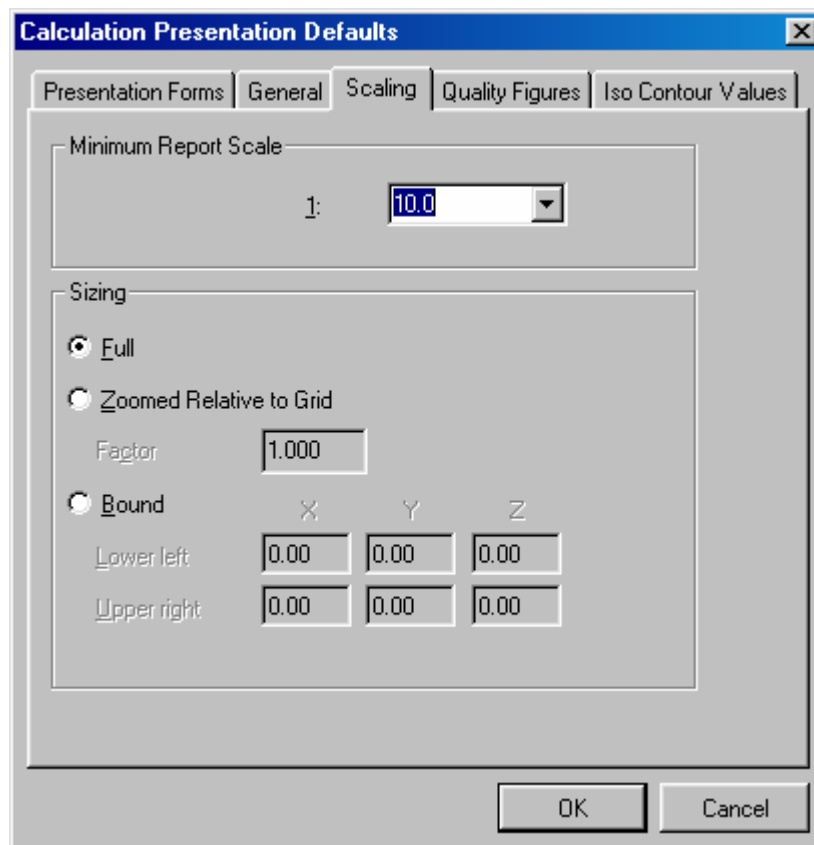 Calculation Presentation Defaults
Presentation Forms General Scaling Quality Figures Iso Contour Values
Minimum Report Scale
1: 10.0
Sizing
Full
Zoomed Relative to Grid
Factor 1.000
Bound X Y Z
Lower left 0.00 0.00 0.00
Upper right 0.00 0.00 0.00
OK Cancel